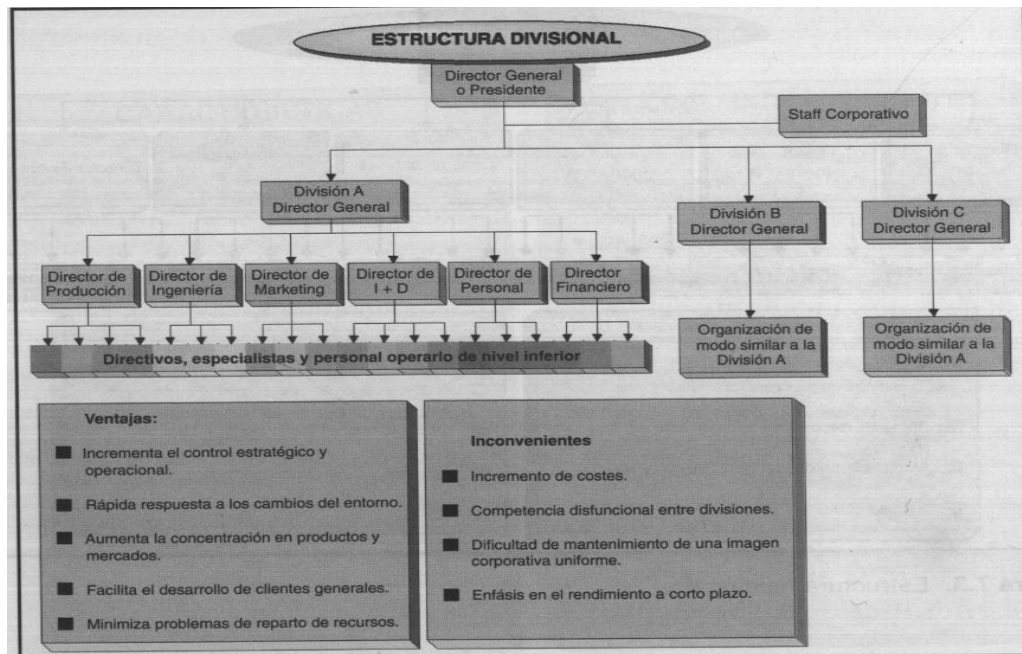 ESTRUCTURA DIVISIONAL
Director General
o Presidente
Staff Corporativo
División A
Director General
División B
Director General
División C
Director General
Director de
Producción
Director de
Ingeniería
Director de
Marketing
Director de
I + D
Director de
Personal
Director
Financiero
Directivos, especialistas y personal operario de nivel inferior
Organización de
modo similar a la
División A
Organización de
modo similar a la
División A
Ventajas:
Incrementa el control estratégico y
operacional.
Rápida respuesta a los cambios del entorno.
Aumenta la concentración en productos y
mercados.
Facilita el desarrollo de clientes generales.
Minimiza problemas de reparto de recursos.
Inconvenientes
Incremento de costes.
Competencia disfuncional entre divisiones.
Dificultad de mantenimiento de una imagen
corporativa uniforme.
Enfásis en el rendimiento a corto plazo.